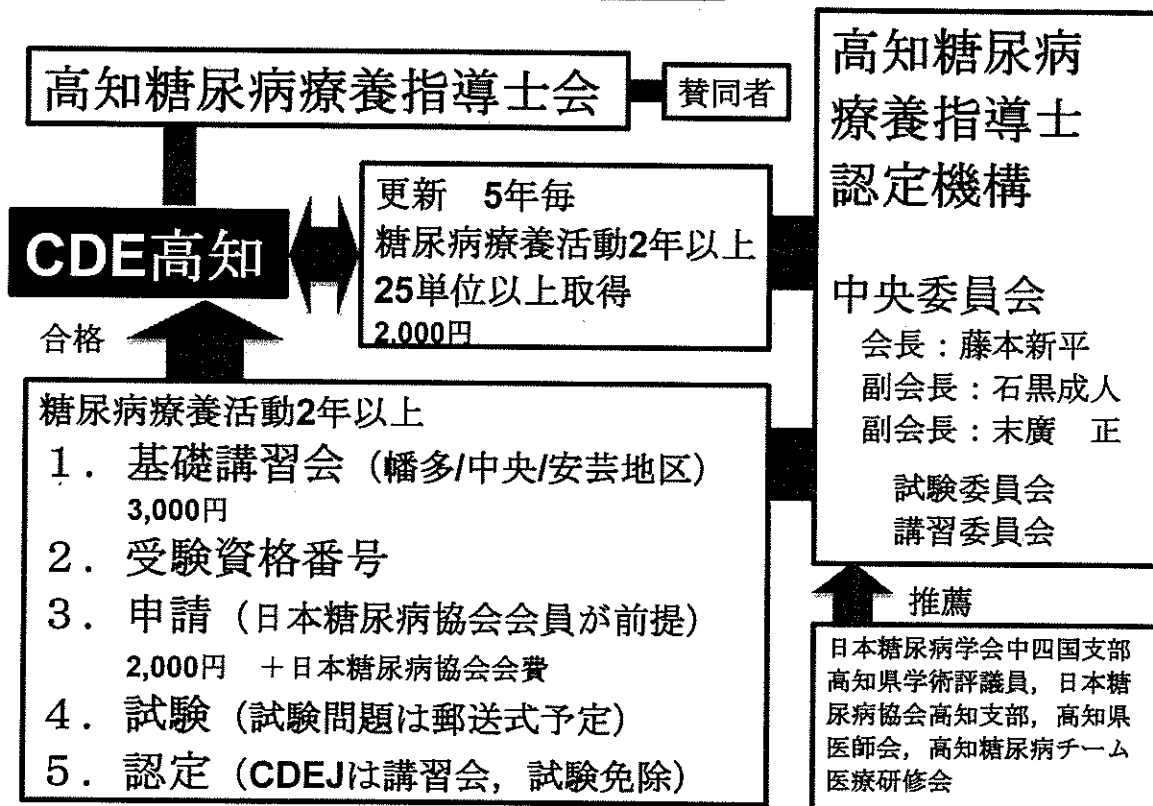 高知糖尿病療養指導士会
賛同者
CDE高知
更新　5年毎
糖尿病療養活動2年以上
25単位以上取得
2,000円
合格
糖尿病療養活動2年以上
１．基礎講習会（幡多/中央/安芸地区）
3,000円
２．受験資格番号
３．申請（日本糖尿病協会会員が前提）
2,000円　＋日本糖尿病協会会費
４．試験（試験問題は郵送式予定）
５．認定（CDEJは講習会，試験免除）
高知糖尿病
療養指導士
認定機構
中央委員会
会長：藤本新平
副会長：石黒成人
副会長：末廣　正
試験委員会
講習委員会
推薦
日本糖尿病学会中四国支部
高知県学術評議員，日本糖
尿病協会高知支部，高知県
医師会，高知糖尿病チーム
医療研修会